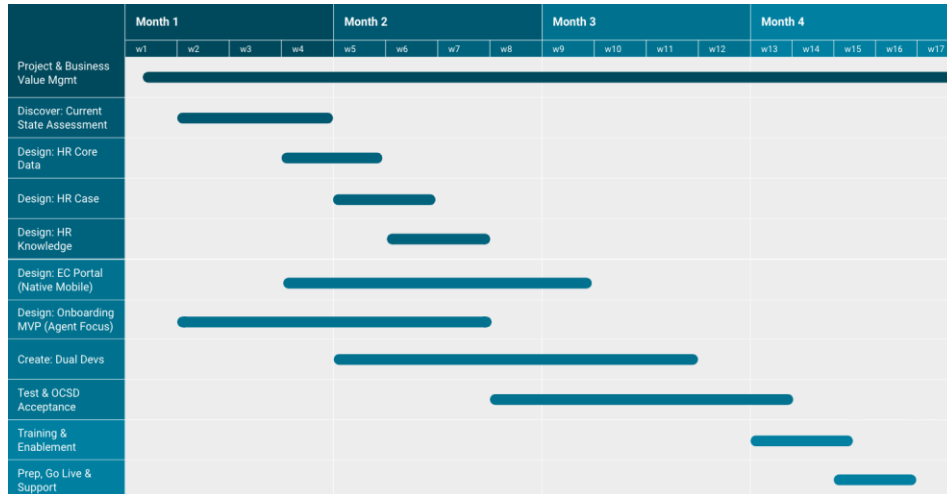 Month 1 Month 2 Month 3 Month 4
w1 w2 w3 w4 w5 w6 w7 w8 w9 w10 w11 w12 w13 w14 w15 w16 w17
Project & Business
Value Mgmt
Discover: Current
State Assessment
Design: HR Core
Data
Design: HR Case
Design: HR
Knowledge
Design: EC Portal
(Native Mobile)
Design: Onboarding
MVP (Agent Focus)
Create: Dual Devs
Test & OCSD
Acceptance
Training &
Enablement
Prep, Go Live &
Support